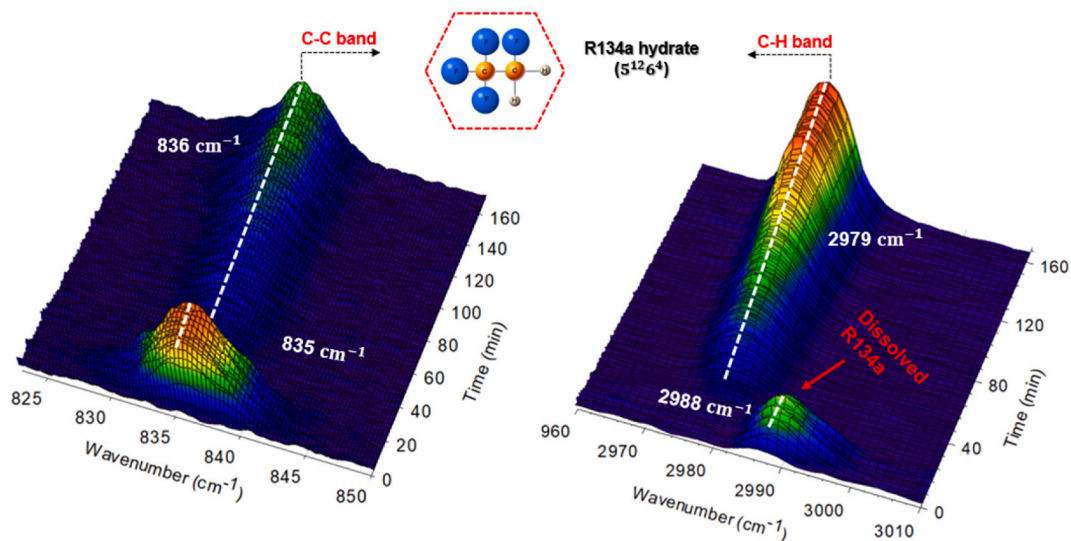 C-C band
R134a hydrate
(5¹²6⁴)
C-H band
F
F
F
C
C
H
F
H
836 cm⁻¹
835 cm⁻¹
160
140
120
100
80
60
40
20
0
Time (min)
825
830
835
840
845
850
Wavenumber (cm⁻¹)
2979 cm⁻¹
Dissolved
R134a
2988 cm⁻¹
160
120
80
40
0
Time (min)
960
2970
2980
2990
3000
3010
Wavenumber (cm⁻¹)